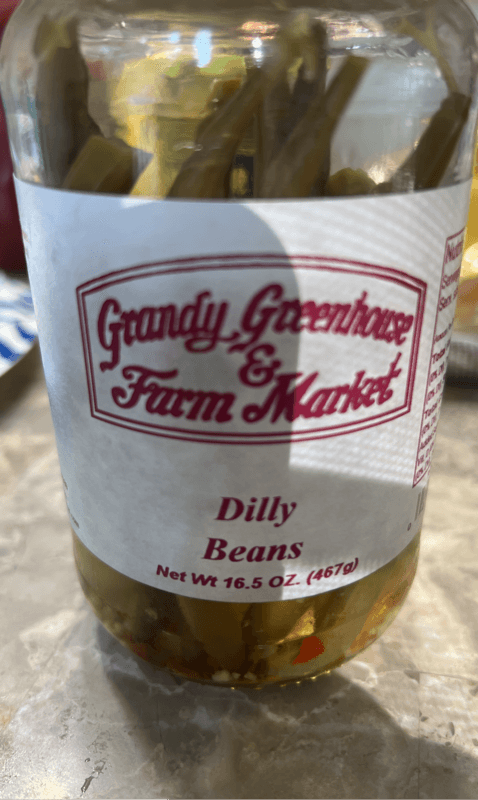 Grandy Greenhouse
&
Farm Market
Dilly
Beans
Net Wt 16.5 OZ. (467g)